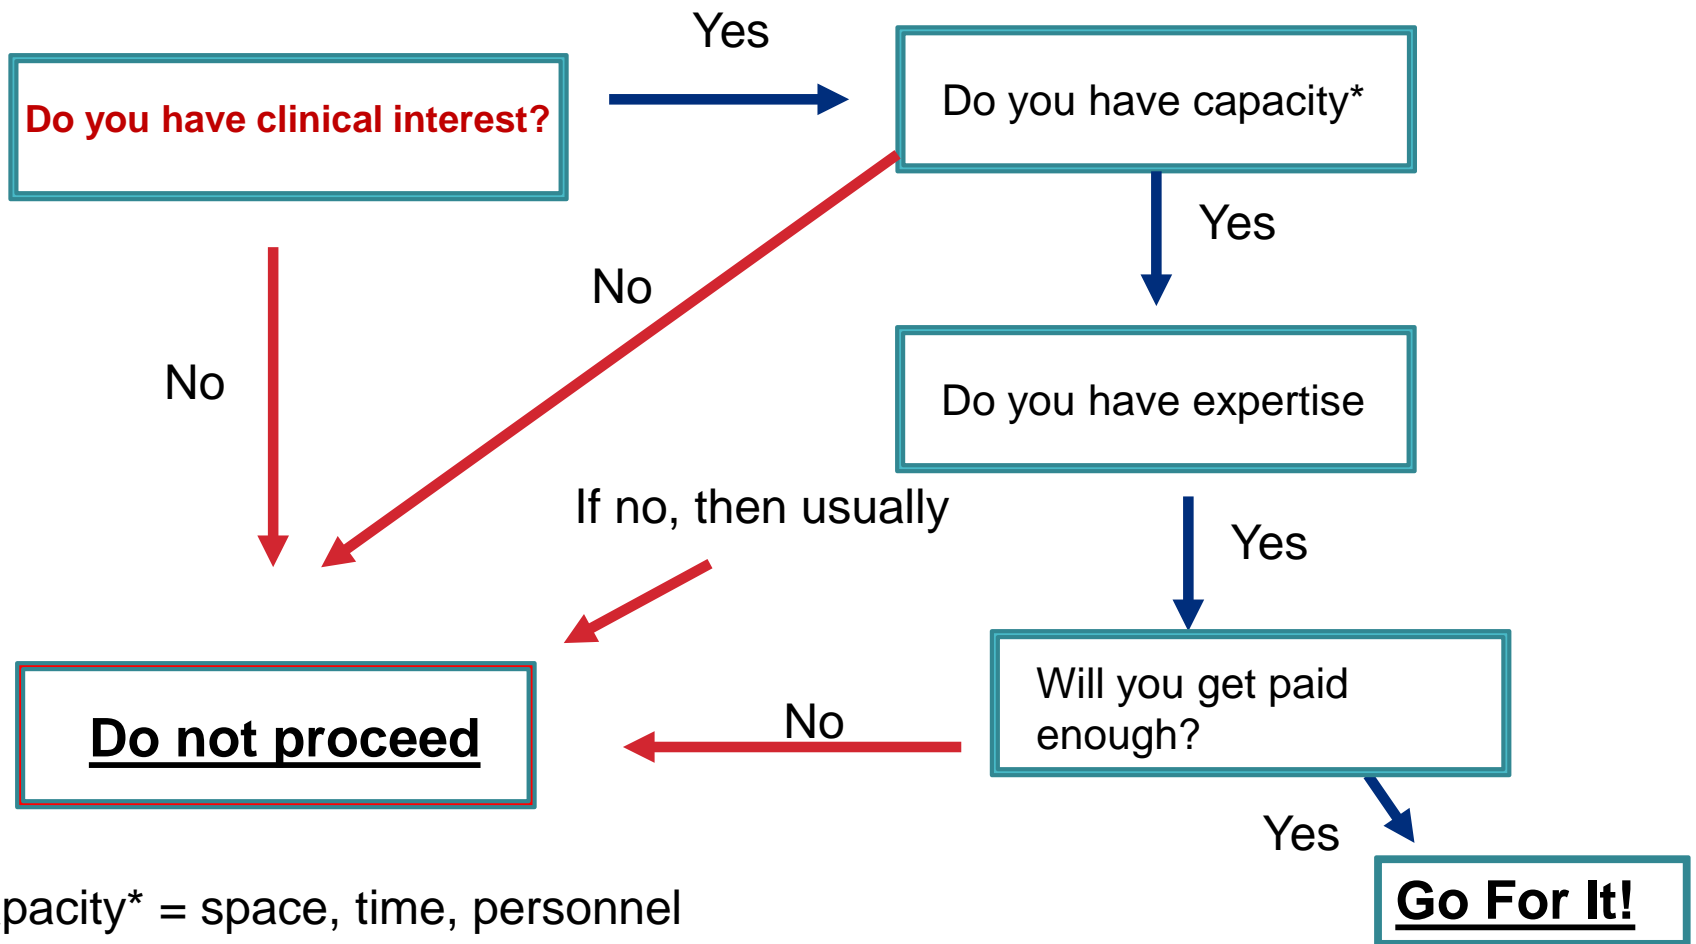 Yes
Do you have clinical interest?
Do you have capacity*
Yes
No
No
Do you have expertise
If no, then usually
Yes
Will you get paid
enough?
No
Do not proceed
Yes
Go For It!
pacity* = space, time, personnel